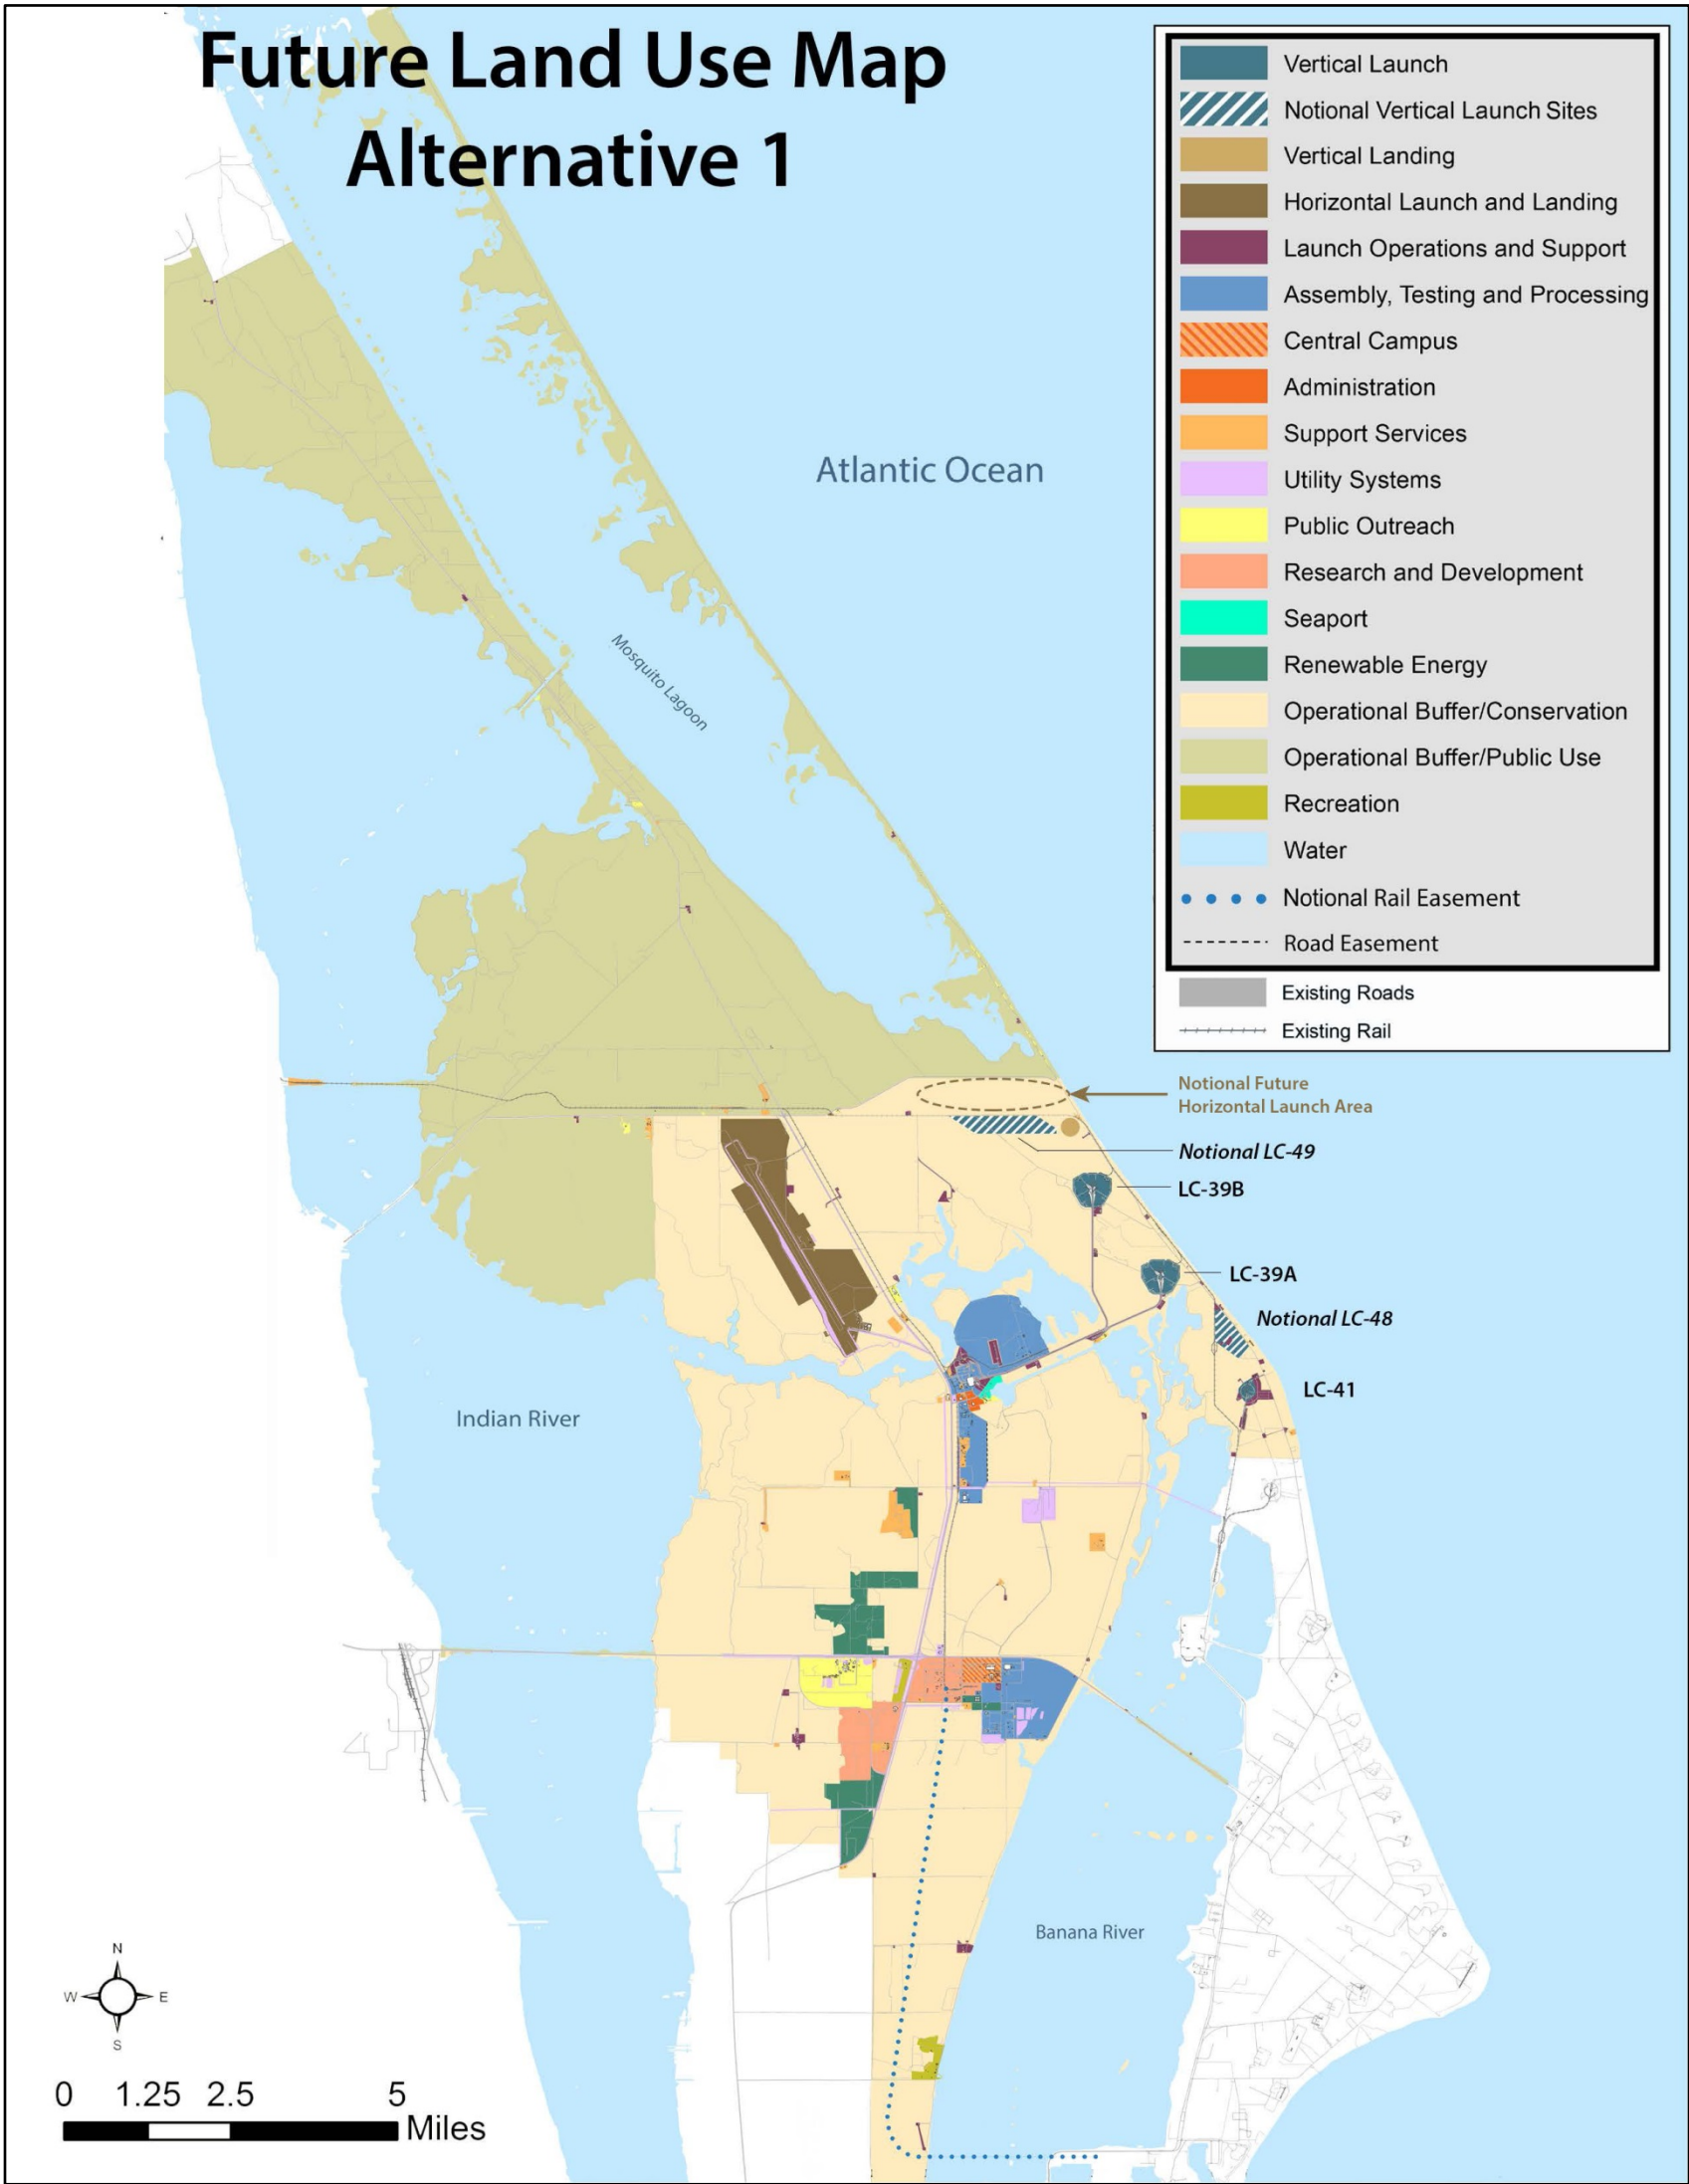 Future Land Use Map
Alternative 1
Vertical Launch
Notional Vertical Launch Sites
Vertical Landing
Horizontal Launch and Landing
Launch Operations and Support
Assembly, Testing and Processing
Central Campus
Administration
Support Services
Utility Systems
Public Outreach
Research and Development
Seaport
Renewable Energy
Operational Buffer/Conservation
Operational Buffer/Public Use
Recreation
Water
Notional Rail Easement
Road Easement
Existing Roads
Existing Rail
Atlantic Ocean
Mosquito Lagoon
Notional Future
Horizontal Launch Area
Notional LC-49
LC-39B
LC-39A
Notional LC-48
LC-41
Indian River
Banana River
N
W E
S
0 1.25 2.5 5
Miles